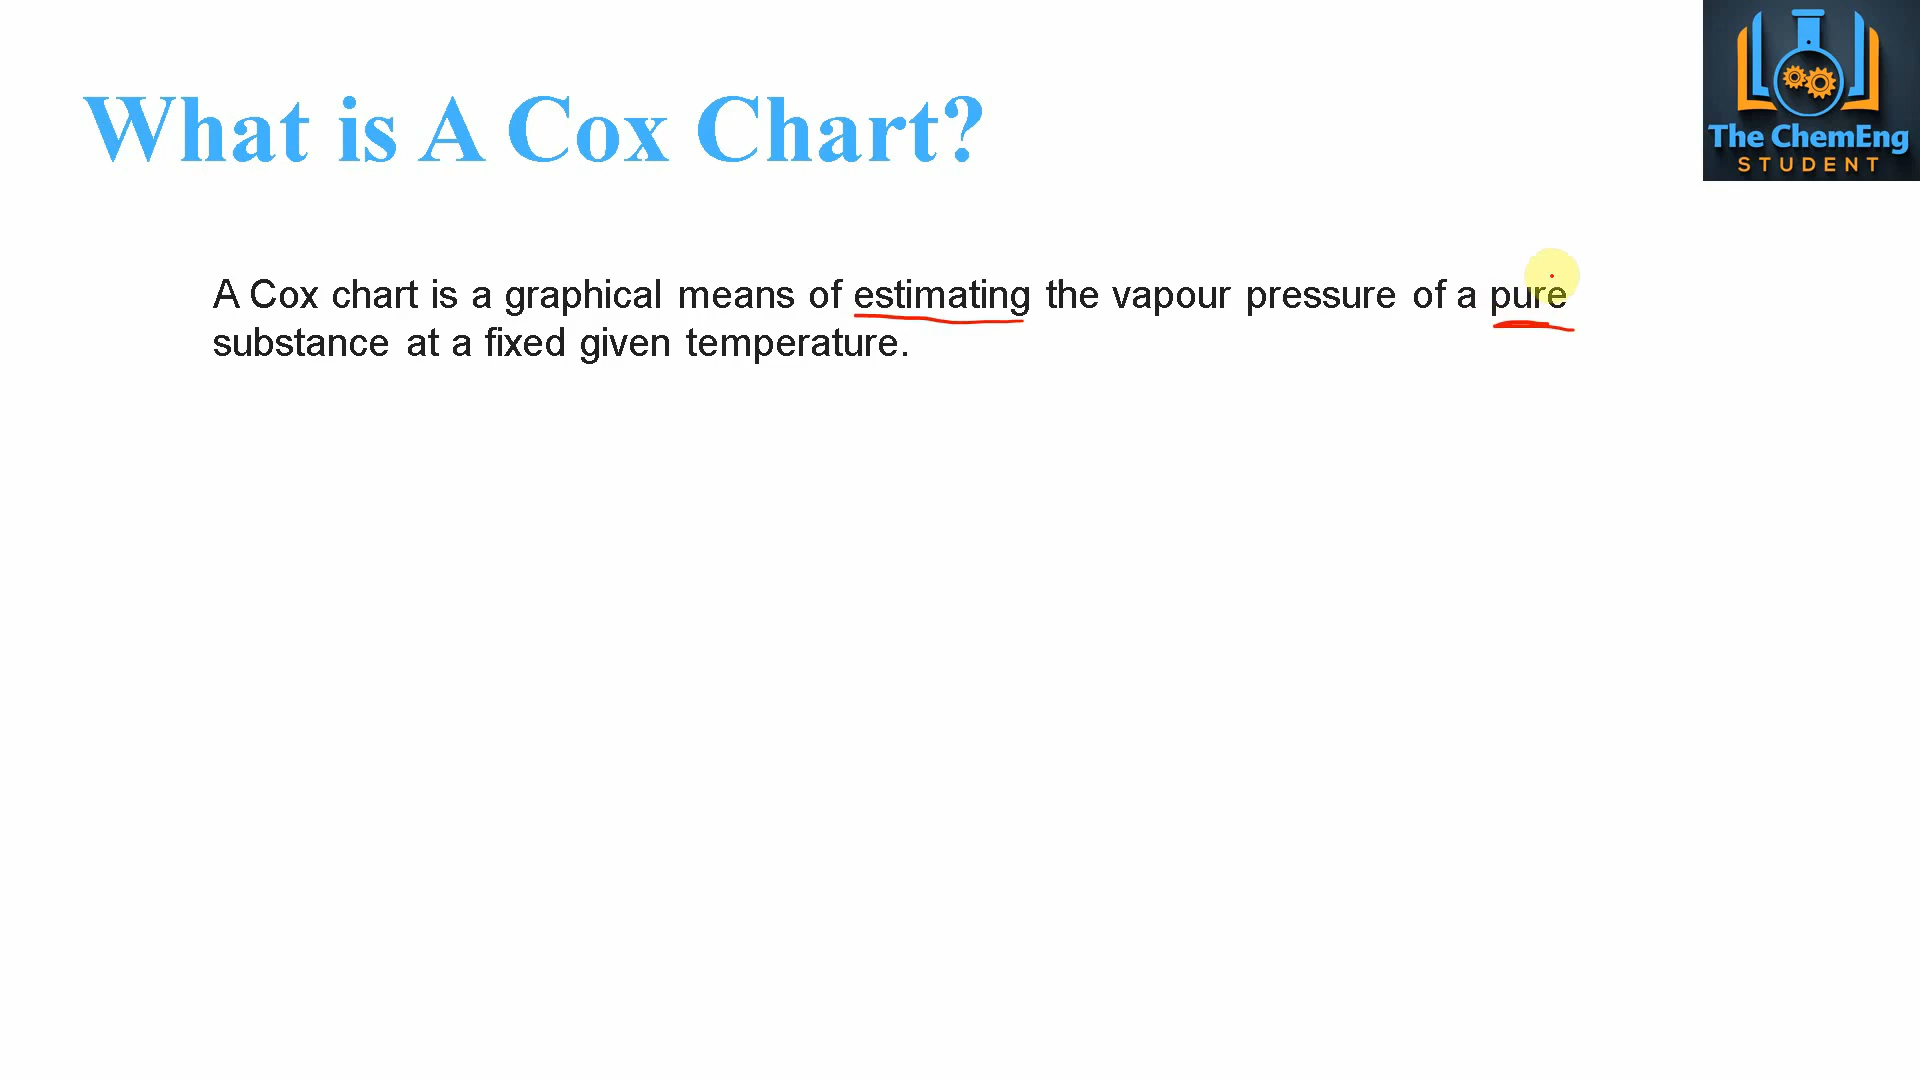 What is A Cox Chart?
The ChemEng
STUDENT
A Cox chart is a graphical means of estimating the vapour pressure of a pure
substance at a fixed given temperature.